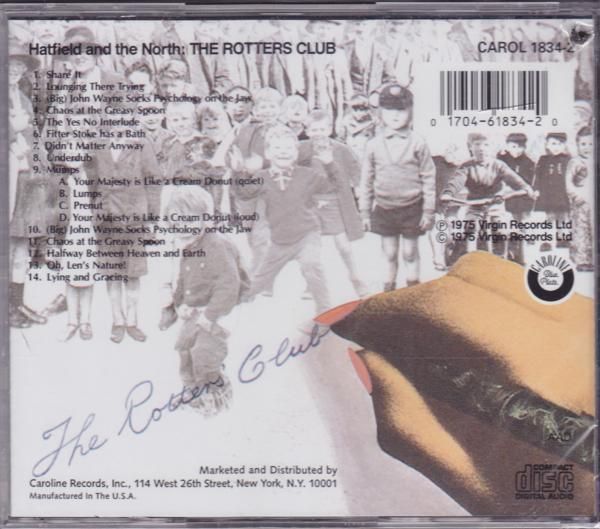 Hatfield and the North: THE ROTTERS CLUB
CAROL 1834-2
1. Share It
2. Lounging There Trying
3. (Big) John Wayne Socks Psychology on the Jaw
4. Chaos at the Greasy Spoon
5. The Yes No Interlude
6. Fitter Stoke has a Bath
7. Didn't Matter Anyway
8. Underdub
9. Mumps
A. Your Majesty is Like a Cream Donut (quiet)
B. Lumps
C. Prenut
D. Your Majesty is Like a Cream Donut (loud)
10. (Big) John Wayne Socks Psychology on the Jaw
11. Chaos at the Greasy Spoon
12. Halfway Between Heaven and Earth
13. Oh, Len's Nature!
14. Lying and Gracing
0 1704-61834-2 0
Ⓟ 1975 Virgin Records Ltd
© 1975 Virgin Records Ltd
CAROLINE
Blue
Plate
The Rotters' Club
AAD
Marketed and Distributed by
Caroline Records, Inc., 114 West 26th Street, New York, N.Y. 10001
Manufactured In The U.S.A.
COMPACT
disc
DIGITAL AUDIO